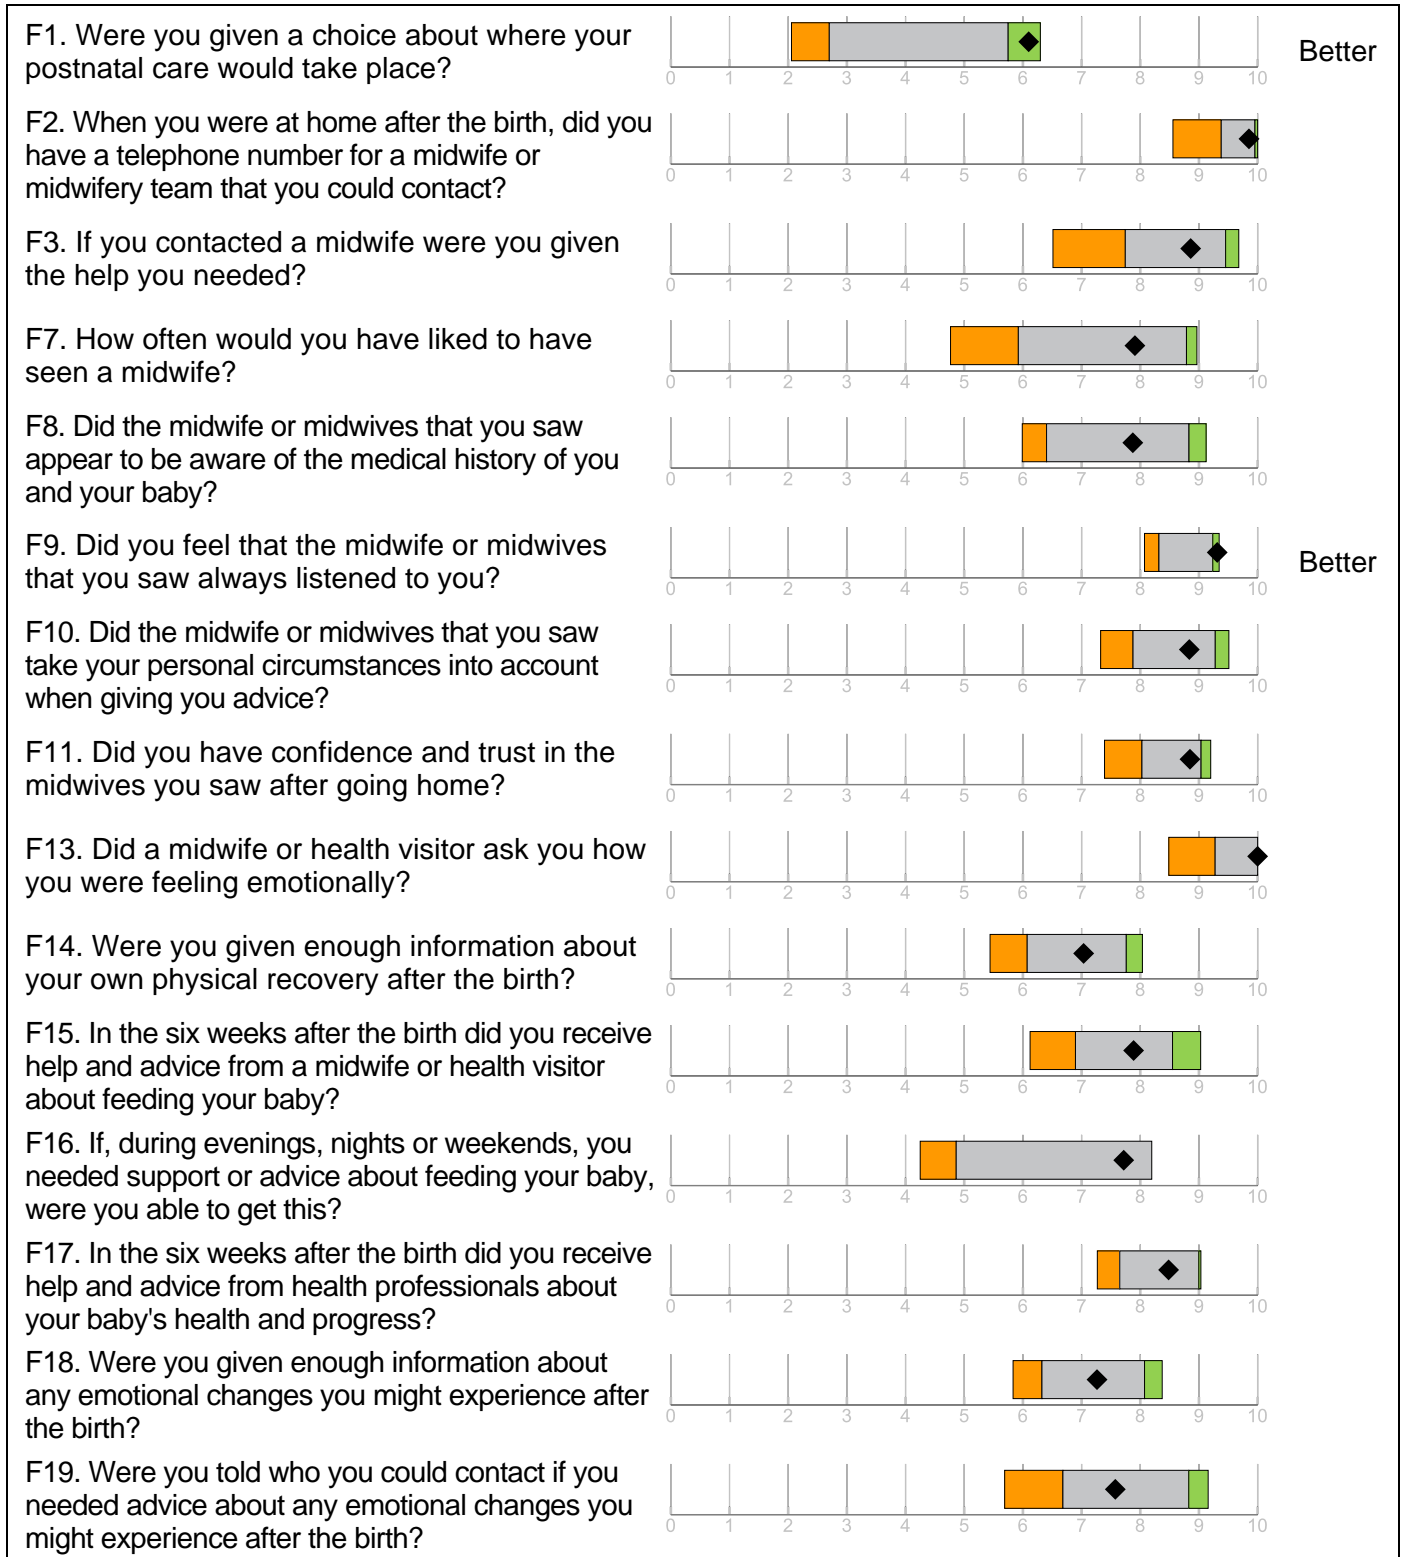 F1. Were you given a choice about where your
postnatal care would take place?
0 1 2 3 4 5 6 7 8 9 10
Better
F2. When you were at home after the birth, did you
have a telephone number for a midwife or
midwifery team that you could contact?
0 1 2 3 4 5 6 7 8 9 10
F3. If you contacted a midwife were you given
the help you needed?
0 1 2 3 4 5 6 7 8 9 10
F7. How often would you have liked to have
seen a midwife?
0 1 2 3 4 5 6 7 8 9 10
F8. Did the midwife or midwives that you saw
appear to be aware of the medical history of you
and your baby?
0 1 2 3 4 5 6 7 8 9 10
F9. Did you feel that the midwife or midwives
that you saw always listened to you?
0 1 2 3 4 5 6 7 8 9 10
Better
F10. Did the midwife or midwives that you saw
take your personal circumstances into account
when giving you advice?
0 1 2 3 4 5 6 7 8 9 10
F11. Did you have confidence and trust in the
midwives you saw after going home?
0 1 2 3 4 5 6 7 8 9 10
F13. Did a midwife or health visitor ask you how
you were feeling emotionally?
0 1 2 3 4 5 6 7 8 9 10
F14. Were you given enough information about
your own physical recovery after the birth?
0 1 2 3 4 5 6 7 8 9 10
F15. In the six weeks after the birth did you receive
help and advice from a midwife or health visitor
about feeding your baby?
0 1 2 3 4 5 6 7 8 9 10
F16. If, during evenings, nights or weekends, you
needed support or advice about feeding your baby,
were you able to get this?
0 1 2 3 4 5 6 7 8 9 10
F17. In the six weeks after the birth did you receive
help and advice from health professionals about
your baby's health and progress?
0 1 2 3 4 5 6 7 8 9 10
F18. Were you given enough information about
any emotional changes you might experience after
the birth?
0 1 2 3 4 5 6 7 8 9 10
F19. Were you told who you could contact if you
needed advice about any emotional changes you
might experience after the birth?
0 1 2 3 4 5 6 7 8 9 10